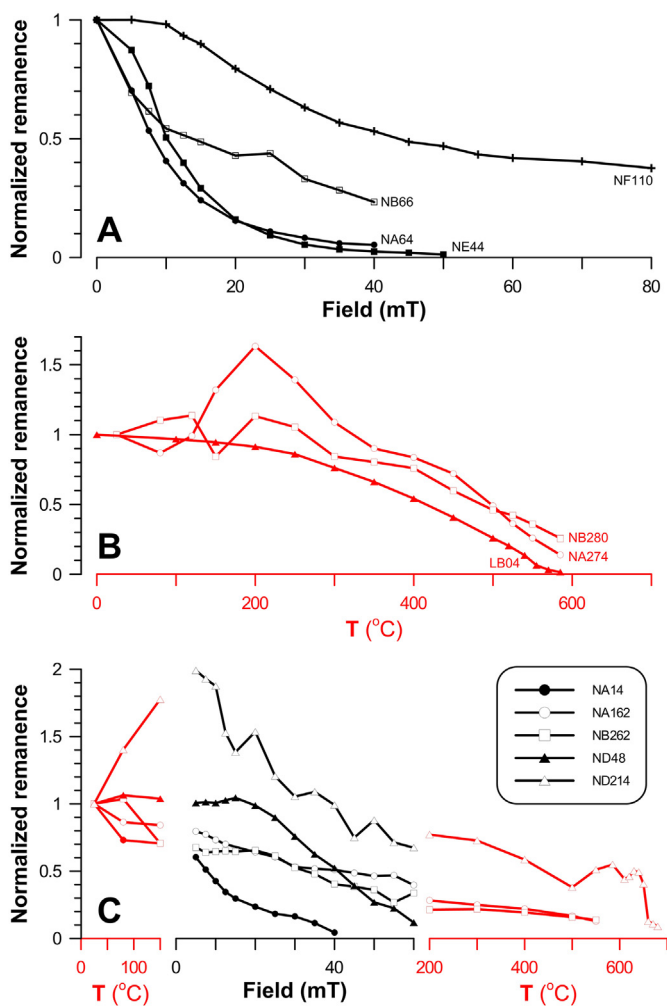 Normalized remanence
1
0.5
0
A
NF110
NB66
NA64
NE44
0
20
40
60
80
Field (mT)
Normalized remanence
1.5
1
0.5
0
B
NB280
NA274
LB04
0
200
400
600
T (°C)
Normalized remanence
2
1.5
1
0.5
0
C
NA14
NA162
NB262
ND48
ND214
0
100
T (°C)
0
40
Field (mT)
200
400
600
T (°C)